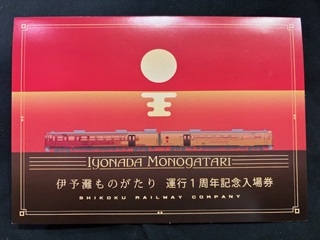 IYONADA MONOGATARI
伊予灘ものがたり 運行1周年記念入場券
SHIKOKU RAILWAY COMPANY